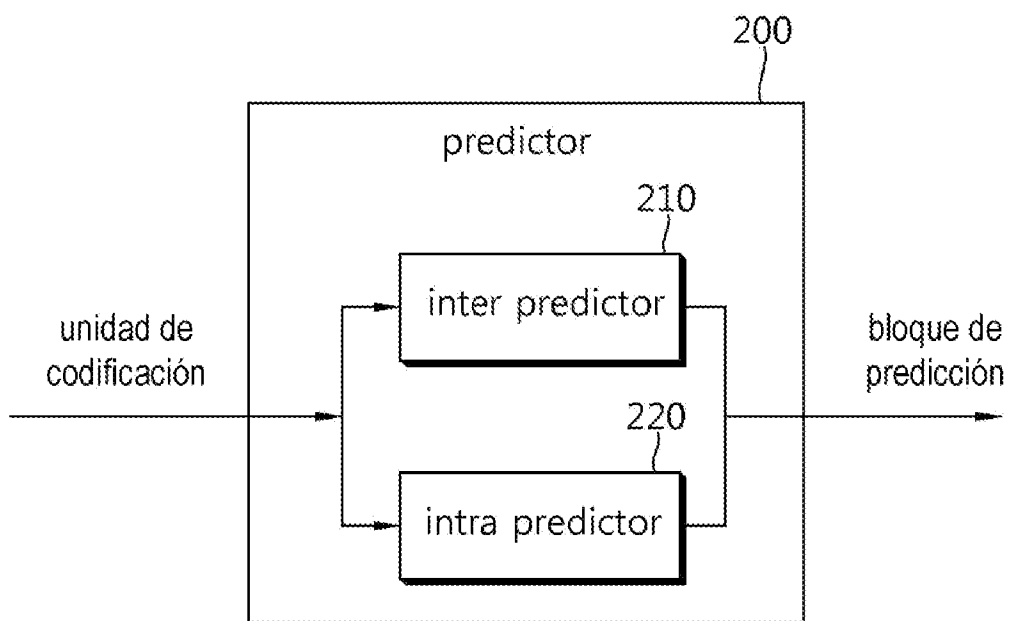 200
predictor
210
inter predictor
unidad de
codificación
bloque de
predicción
220
intra predictor